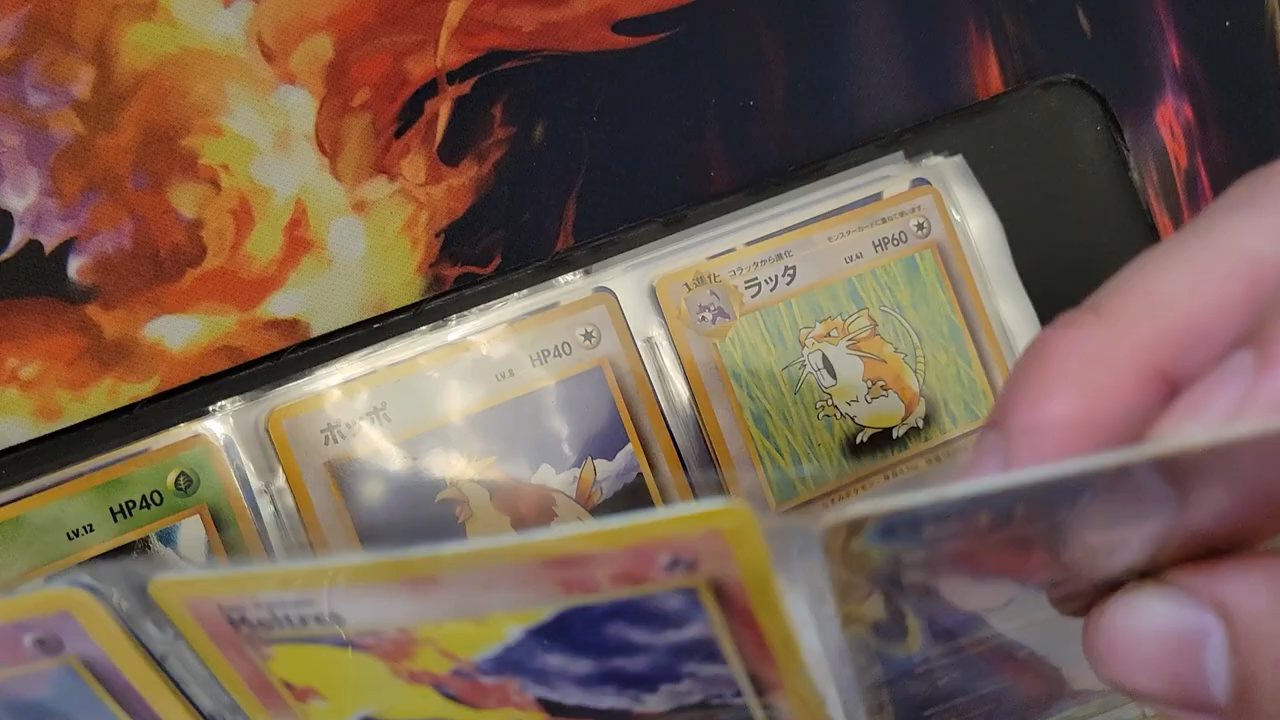 モンスターカードに重ねて使います。
1進化 コラッタから進化
ラッタ LV.41 HP60
ポッポ LV.8 HP40
LV.12 HP40
Moltres